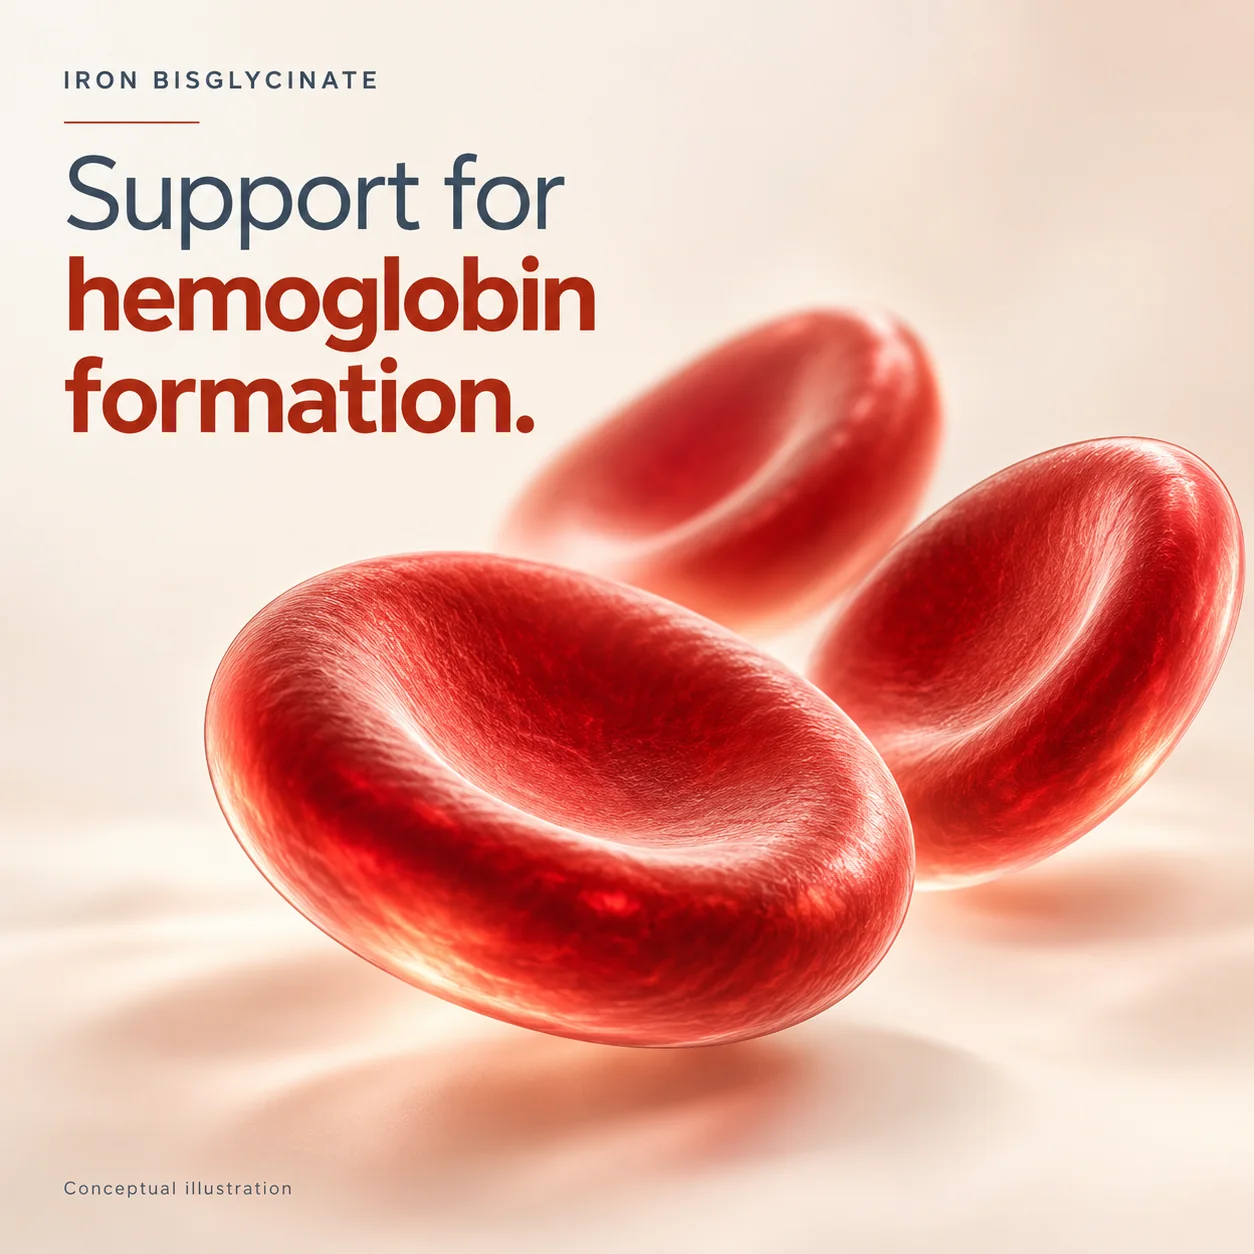 IRON BISGLYCINATE
Support for
hemoglobin
formation.
Conceptual illustration